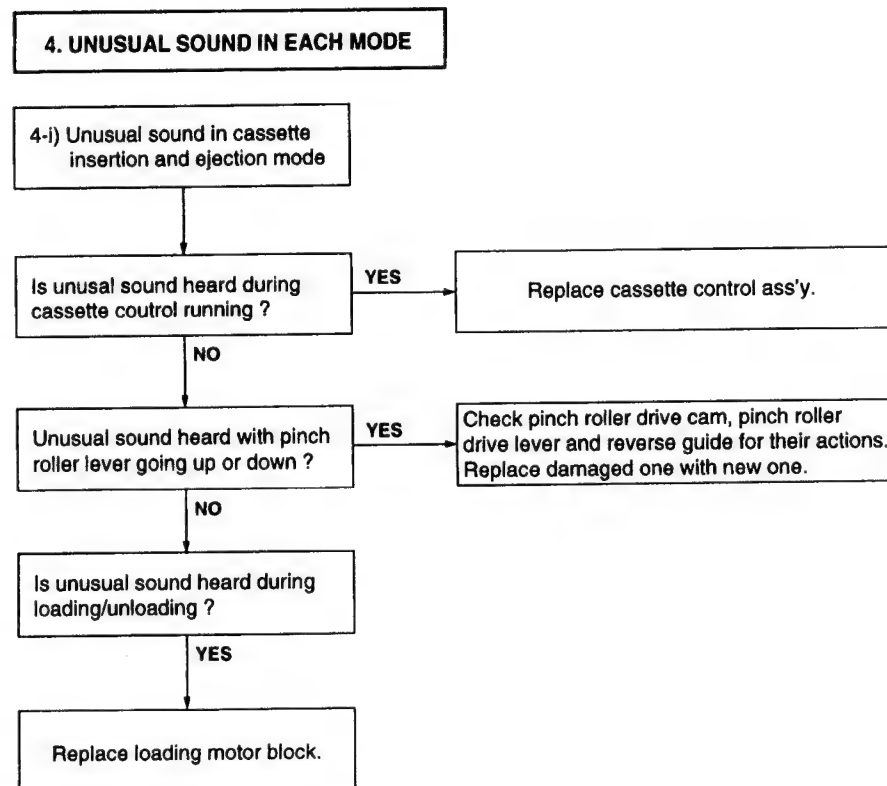 4. UNUSUAL SOUND IN EACH MODE
4-i) Unusual sound in cassette
insertion and ejection mode
Is unusal sound heard during
cassette coutrol running ?
YES
Replace cassette control ass'y.
NO
Unusual sound heard with pinch
roller lever going up or down ?
YES
Check pinch roller drive cam, pinch roller
drive lever and reverse guide for their actions.
Replace damaged one with new one.
NO
Is unusual sound heard during
loading/unloading ?
YES
Replace loading motor block.